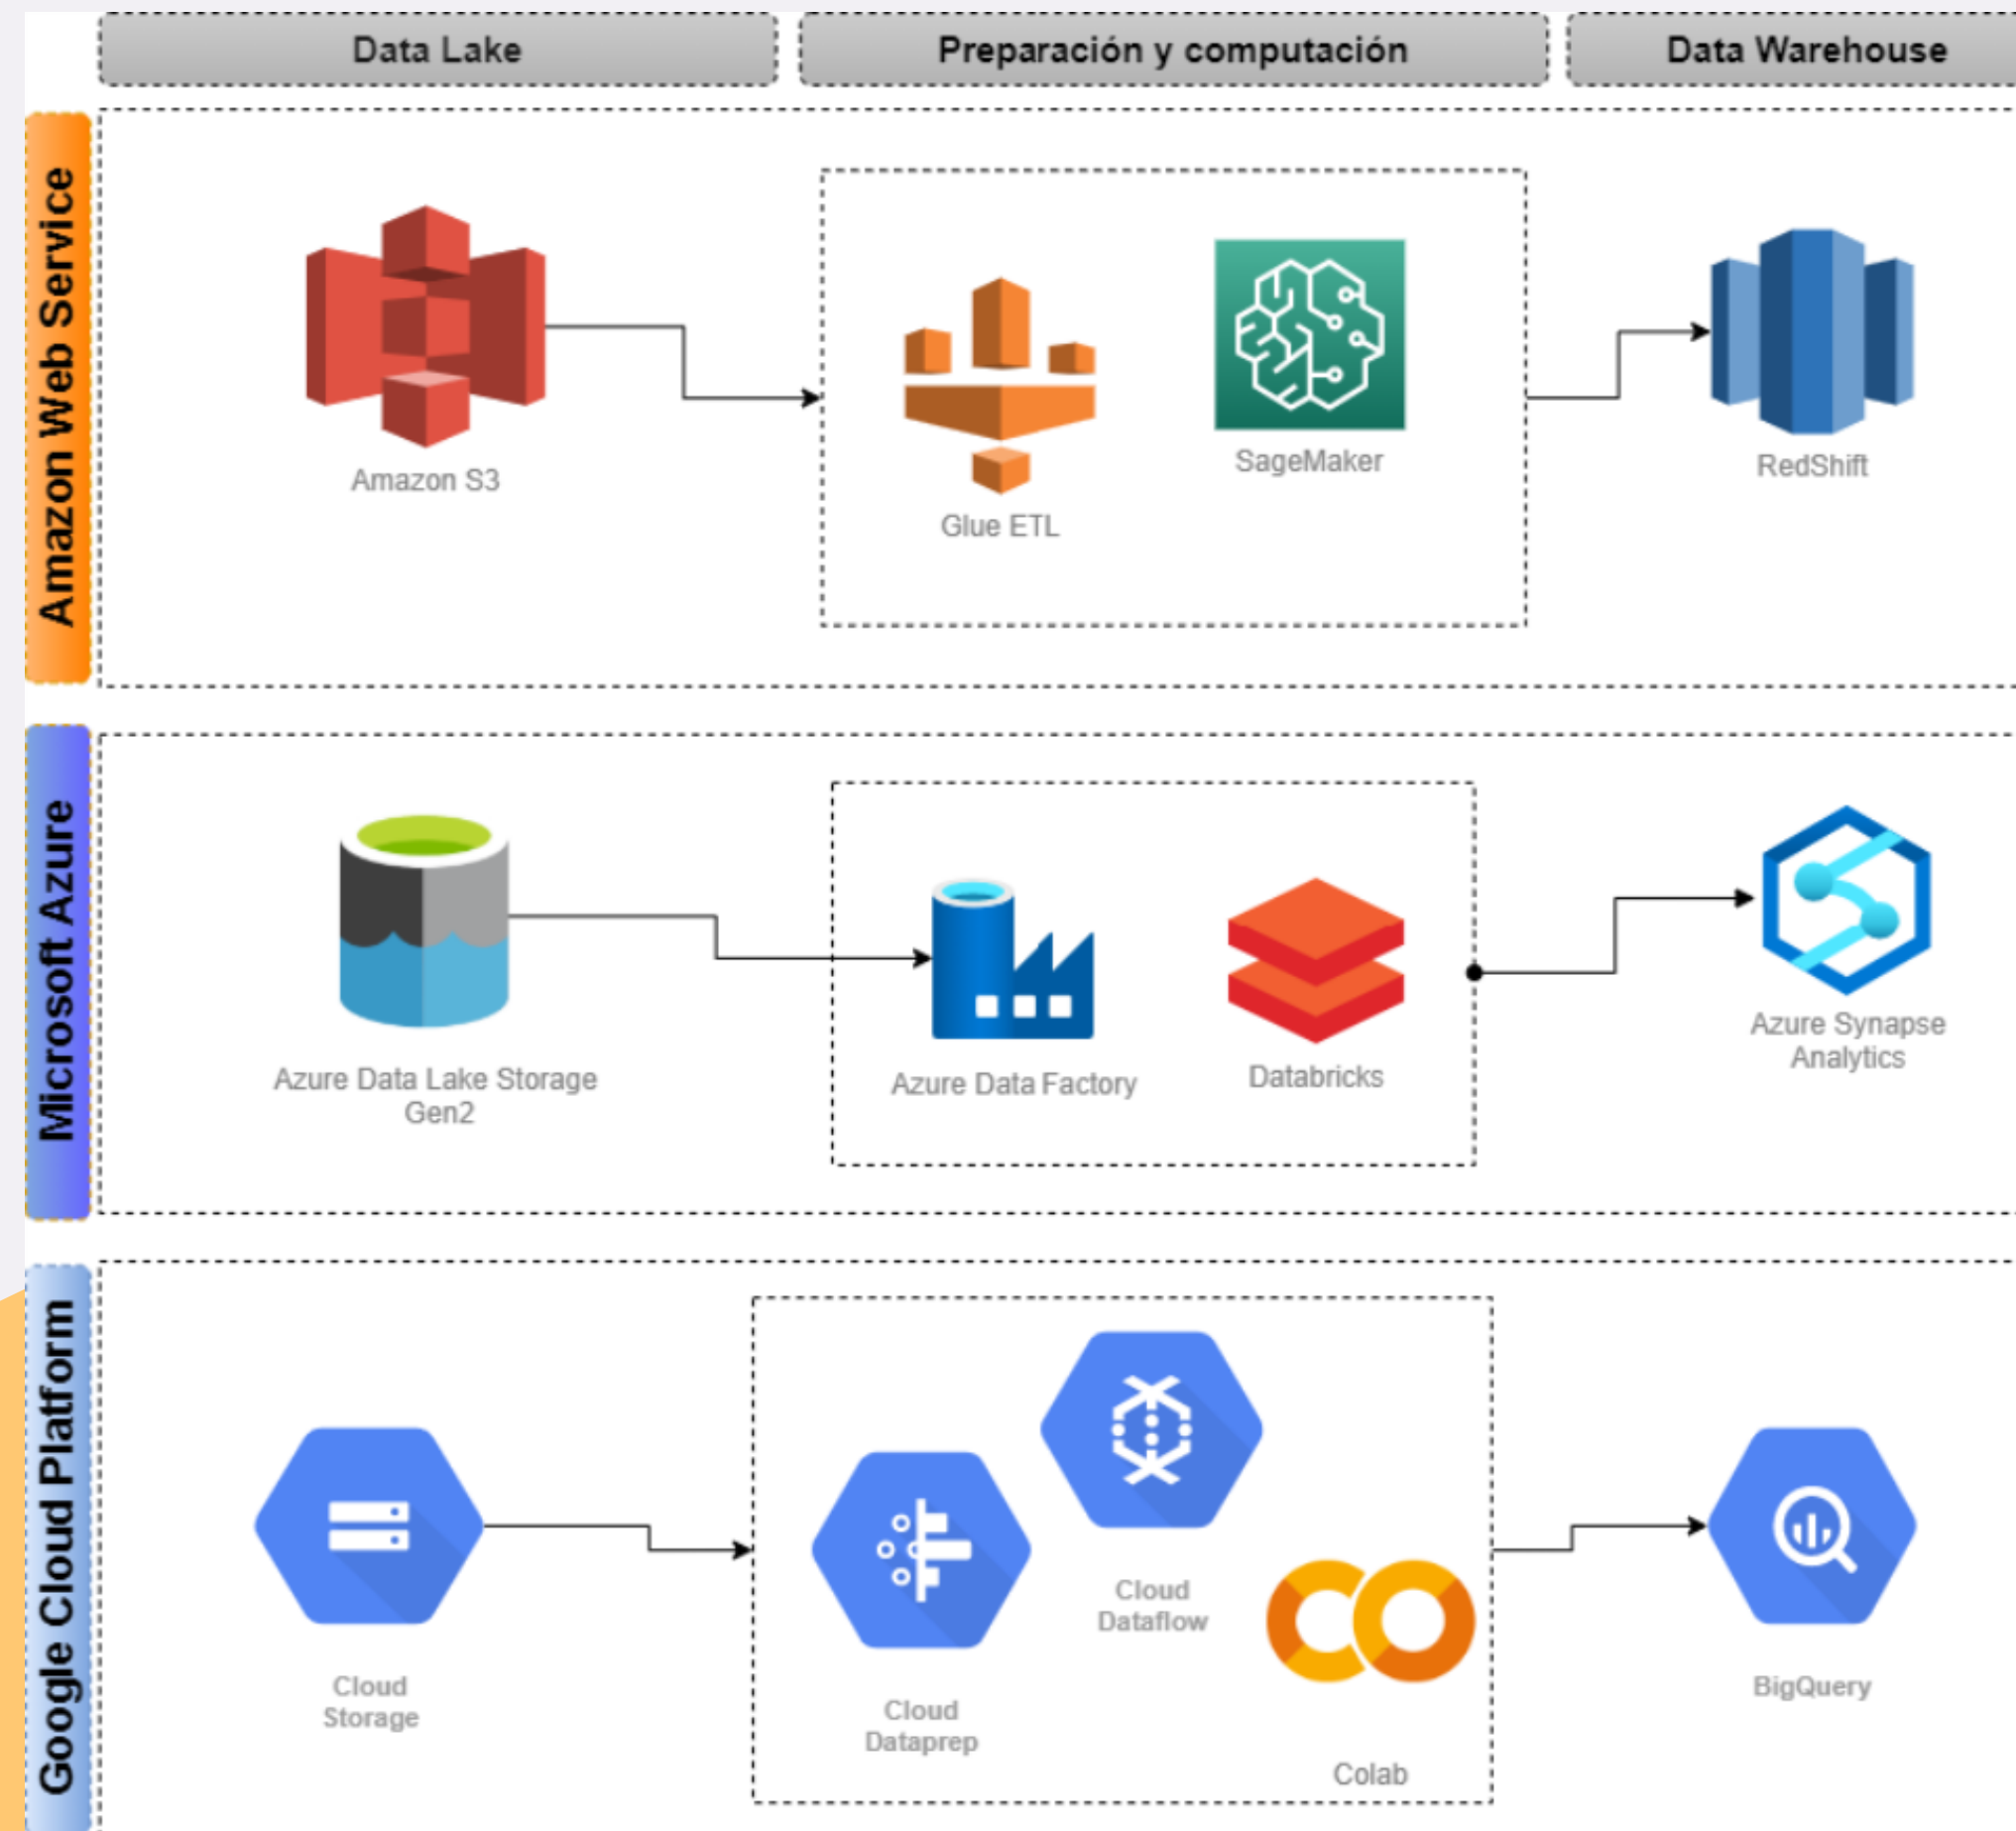 Data Lake
Preparación y computación
Data Warehouse
Amazon Web Service
Amazon S3
Glue ETL
SageMaker
RedShift
Microsoft Azure
Azure Data Lake Storage
Gen2
Azure Data Factory
Databricks
Azure Synapse
Analytics
Google Cloud Platform
Cloud
Storage
Cloud
Dataprep
Cloud
Dataflow
Colab
BigQuery